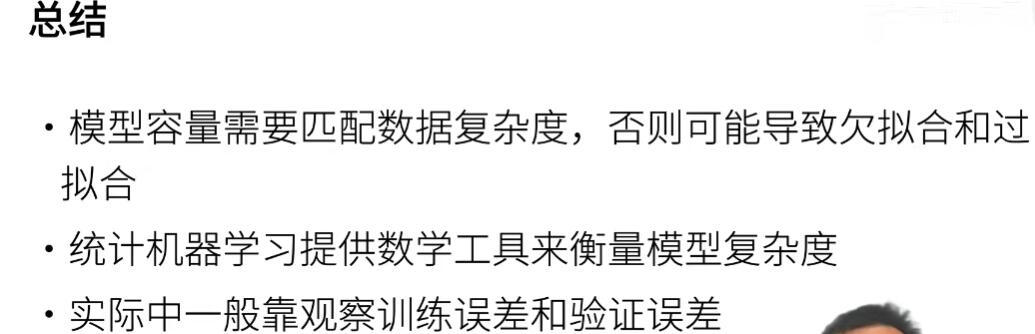 总结
・模型容量需要匹配数据复杂度，否则可能导致欠拟合和过
拟合
・统计机器学习提供数学工具来衡量模型复杂度
・实际中一般靠观察训练误差和验证误差